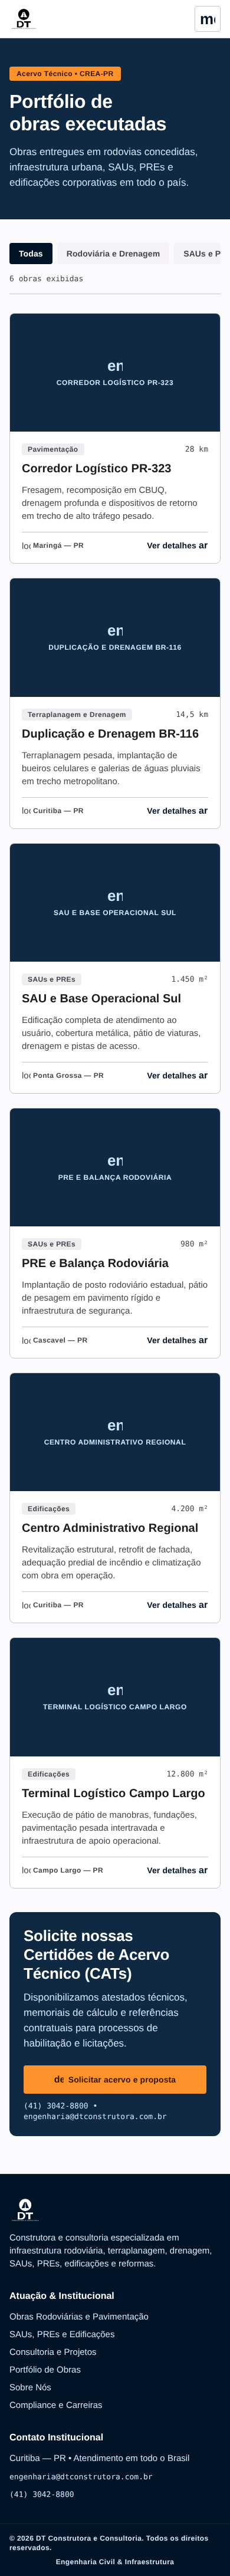 DT
me
Acervo Técnico • CREA-PR
Portfólio de
obras executadas
Obras entregues em rodovias concedidas,
infraestrutura urbana, SAUs, PREs e
edificações corporativas em todo o país.
Todas
Rodoviária e Drenagem
SAUs e P
6 obras exibidas
en
CORREDOR LOGÍSTICO PR-323
Pavimentação
28 km
Corredor Logístico PR-323
Fresagem, recomposição em CBUQ,
drenagem profunda e dispositivos de retorno
em trecho de alto tráfego pesado.
loc Maringá — PR
Ver detalhes ar
en
DUPLICAÇÃO E DRENAGEM BR-116
Terraplanagem e Drenagem
14,5 km
Duplicação e Drenagem BR-116
Terraplanagem pesada, implantação de
bueiros celulares e galerias de águas pluviais
em trecho metropolitano.
loc Curitiba — PR
Ver detalhes ar
en
SAU E BASE OPERACIONAL SUL
SAUs e PREs
1.450 m²
SAU e Base Operacional Sul
Edificação completa de atendimento ao
usuário, cobertura metálica, pátio de viaturas,
drenagem e pistas de acesso.
loc Ponta Grossa — PR
Ver detalhes ar
en
PRE E BALANÇA RODOVIÁRIA
SAUs e PREs
980 m²
PRE e Balança Rodoviária
Implantação de posto rodoviário estadual, pátio
de pesagem em pavimento rígido e
infraestrutura de segurança.
loc Cascavel — PR
Ver detalhes ar
en
CENTRO ADMINISTRATIVO REGIONAL
Edificações
4.200 m²
Centro Administrativo Regional
Revitalização estrutural, retrofit de fachada,
adequação predial de incêndio e climatização
com obra em operação.
loc Curitiba — PR
Ver detalhes ar
en
TERMINAL LOGÍSTICO CAMPO LARGO
Edificações
12.800 m²
Terminal Logístico Campo Largo
Execução de pátio de manobras, fundações,
pavimentação pesada intertravada e
infraestrutura de apoio operacional.
loc Campo Largo — PR
Ver detalhes ar
Solicite nossas
Certidões de Acervo
Técnico (CATs)
Disponibilizamos atestados técnicos,
memoriais de cálculo e referências
contratuais para processos de
habilitação e licitações.
de Solicitar acervo e proposta
(41) 3042-8800 •
engenharia@dtconstrutora.com.br
DT
Construtora e consultoria especializada em
infraestrutura rodoviária, terraplenagem, drenagem,
SAUs, PREs, edificações e reformas.
Atuação & Institucional
Obras Rodoviárias e Pavimentação
SAUs, PREs e Edificações
Consultoria e Projetos
Portfólio de Obras
Sobre Nós
Compliance e Carreiras
Contato Institucional
Curitiba — PR • Atendimento em todo o Brasil
engenharia@dtconstrutora.com.br
(41) 3042-8800
© 2026 DT Construtora e Consultoria. Todos os direitos
reservados.
Engenharia Civil & Infraestrutura